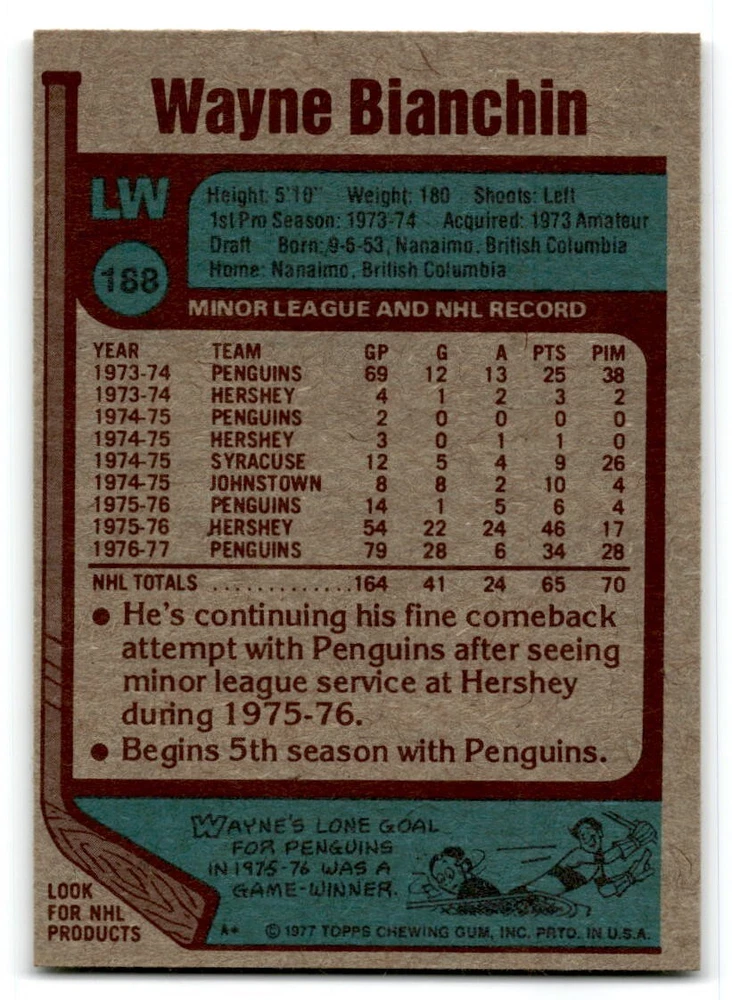 Wayne Bianchin
LW
188
Height: 5'10" Weight: 180 Shoots: Left
1st Pro Season: 1973-74 Acquired: 1973 Amateur
Draft Born: 9-6-53, Nanaimo, British Columbia
Home: Nanaimo, British Columbia
MINOR LEAGUE AND NHL RECORD
YEAR TEAM GP G A PTS PIM
1973-74 PENGUINS 69 12 13 25 38
1973-74 HERSHEY 4 1 2 3 2
1974-75 PENGUINS 2 0 0 0 0
1974-75 HERSHEY 3 0 1 1 0
1974-75 SYRACUSE 12 5 4 9 26
1974-75 JOHNSTOWN 8 8 2 10 4
1975-76 PENGUINS 14 1 5 6 4
1975-76 HERSHEY 54 22 24 46 17
1976-77 PENGUINS 79 28 6 34 28
NHL TOTALS ............164 41 24 65 70
● He's continuing his fine comeback
attempt with Penguins after seeing
minor league service at Hershey
during 1975-76.
● Begins 5th season with Penguins.
WAYNE'S LONE GOAL
FOR PENGUINS
IN 1975-76 WAS A
GAME-WINNER.
LOOK
FOR NHL
PRODUCTS
A* © 1977 TOPPS CHEWING GUM, INC. PRTD. IN U.S.A.